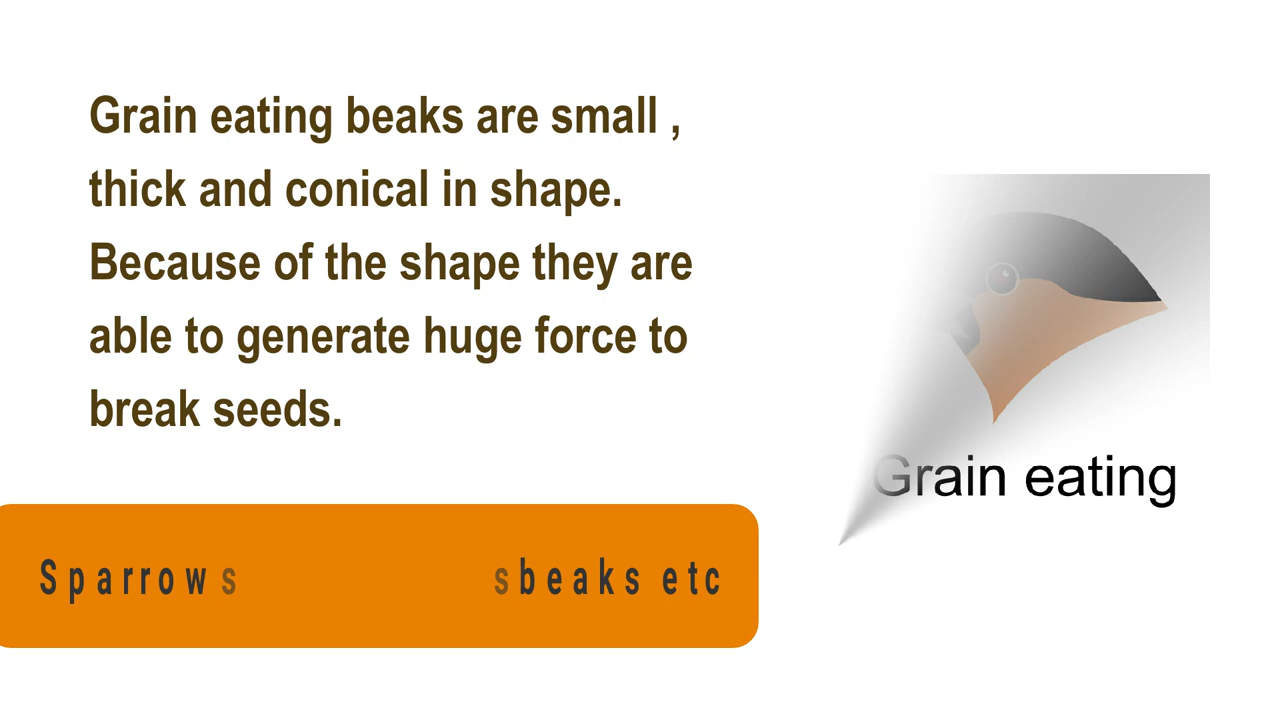 Grain eating beaks are small ,
thick and conical in shape.
Because of the shape they are
able to generate huge force to
break seeds.
Grain eating
Sparrows sbeaks etc